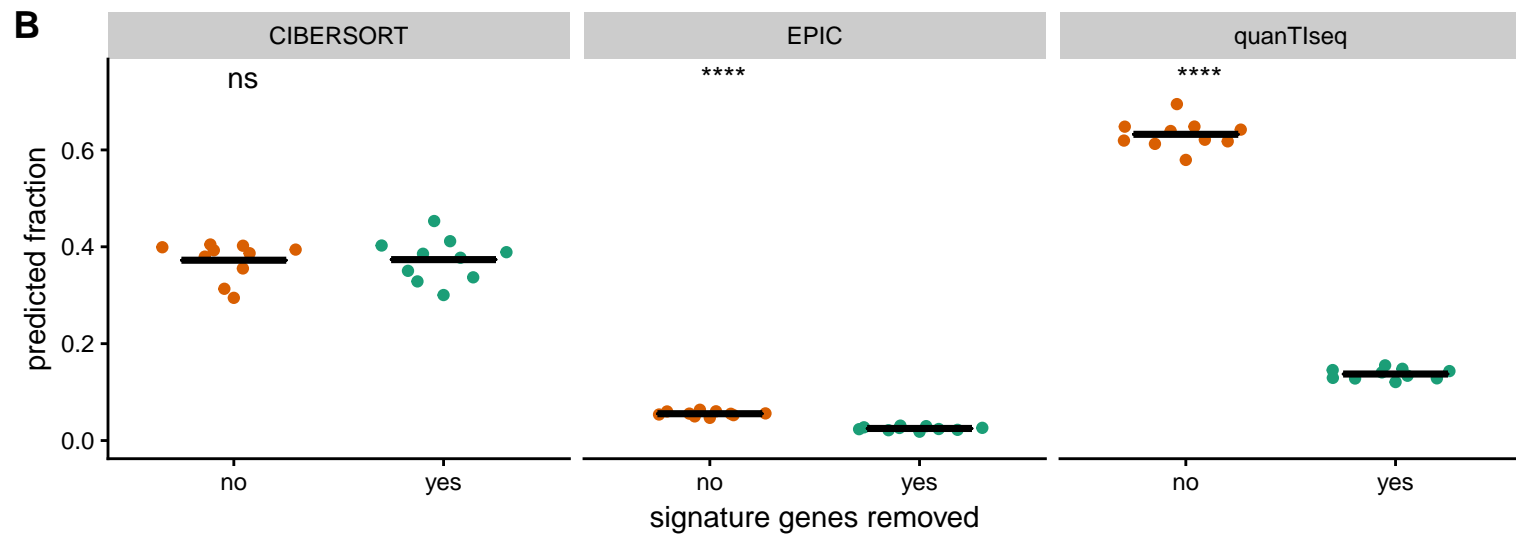 B
CIBERSORT EPIC quanTIseq
ns **** ****
predicted fraction
0.6
0.4
0.2
0.0
no yes no yes no yes
signature genes removed